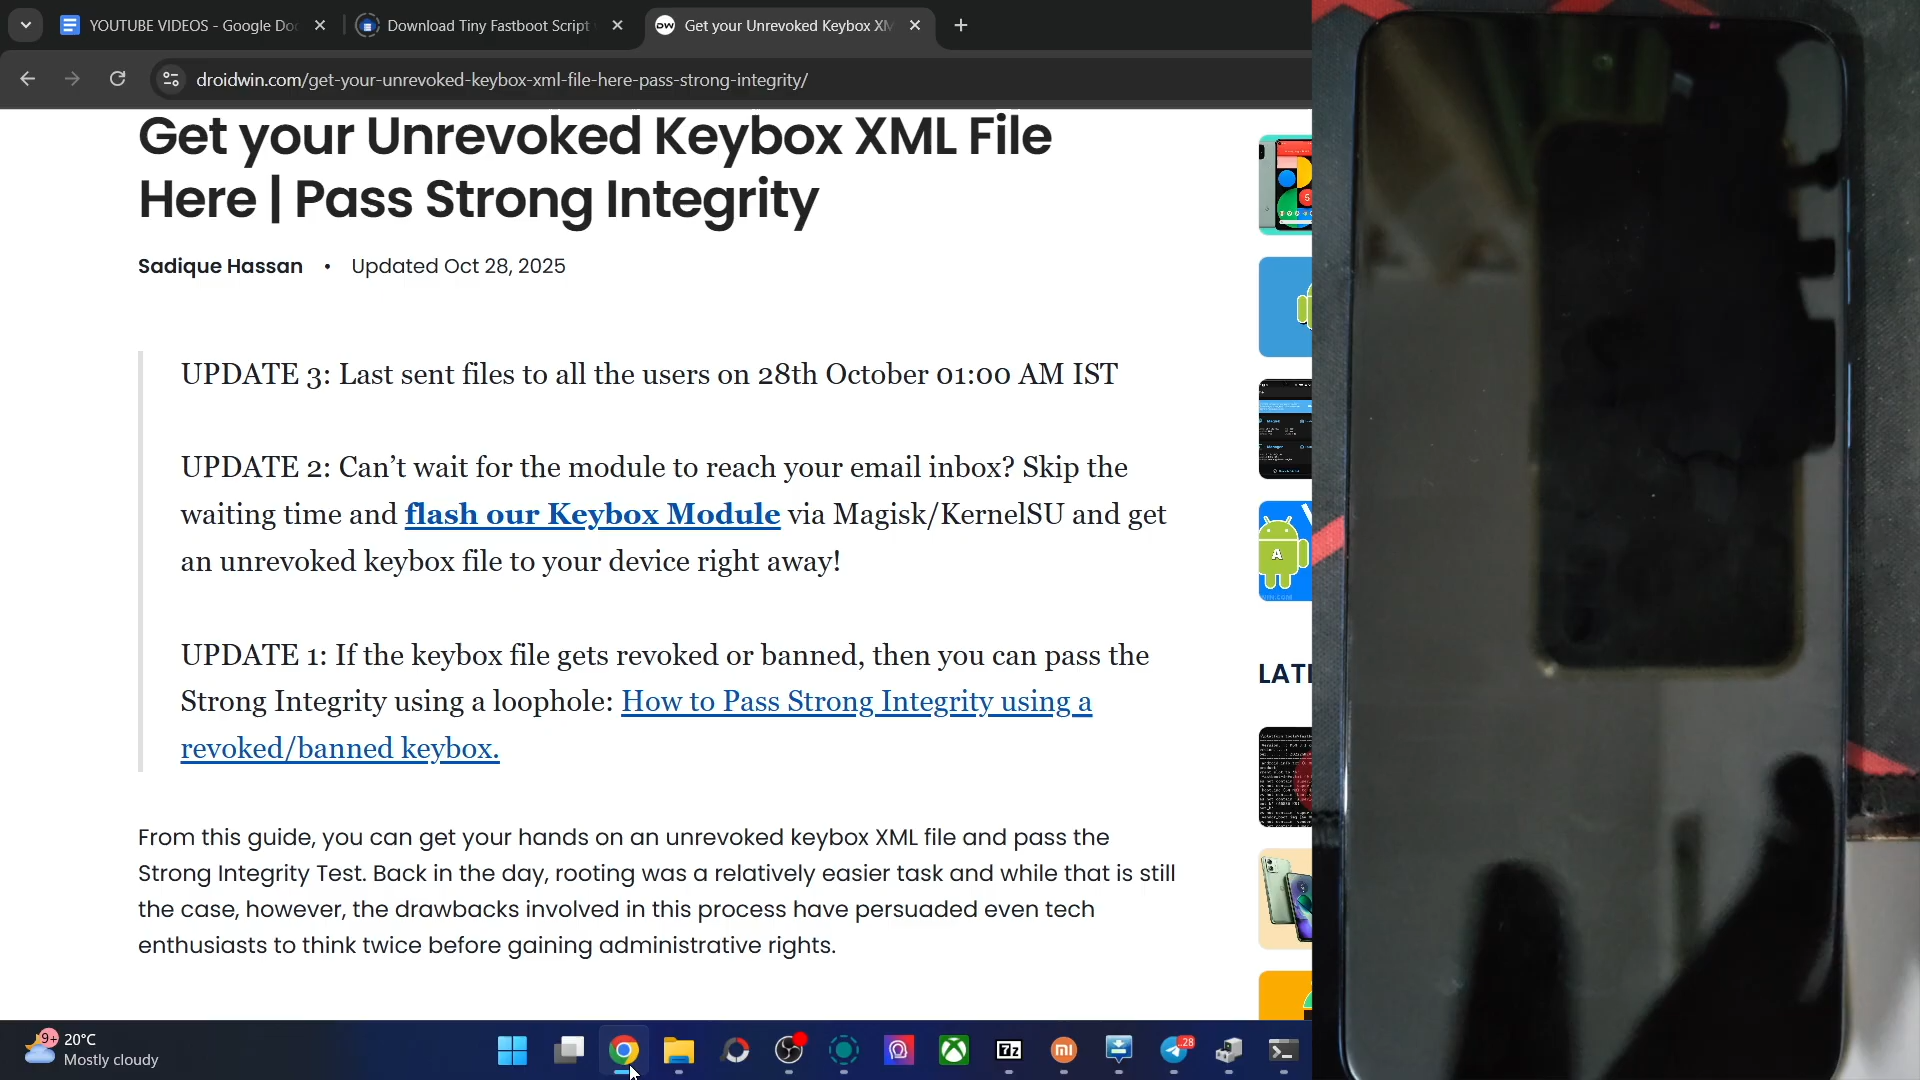 YOUTUBE VIDEOS - Google Do
Download Tiny Fastboot Script
DW
Get your Unrevoked Keybox XM
droidwin.com/get-your-unrevoked-keybox-xml-file-here-pass-strong-integrity/
Get your Unrevoked Keybox XML File
Here | Pass Strong Integrity
Sadique Hassan • Updated Oct 28, 2025
UPDATE 3: Last sent files to all the users on 28th October 01:00 AM IST
UPDATE 2: Can’t wait for the module to reach your email inbox? Skip the
waiting time and flash our Keybox Module via Magisk/KernelSU and get
an unrevoked keybox file to your device right away!
UPDATE 1: If the keybox file gets revoked or banned, then you can pass the
Strong Integrity using a loophole: How to Pass Strong Integrity using a
revoked/banned keybox.
From this guide, you can get your hands on an unrevoked keybox XML file and pass the
Strong Integrity Test. Back in the day, rooting was a relatively easier task and while that is still
the case, however, the drawbacks involved in this process have persuaded even tech
enthusiasts to think twice before gaining administrative rights.
A
LATE
9+
20°C
Mostly cloudy
7z
mi
28